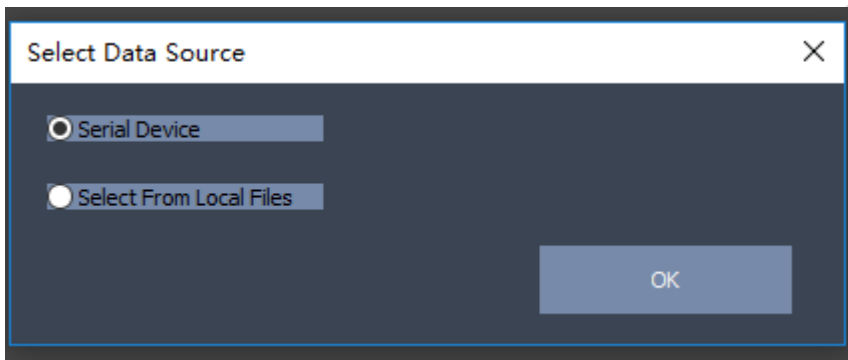 Select Data Source
Serial Device
Select From Local Files
OK